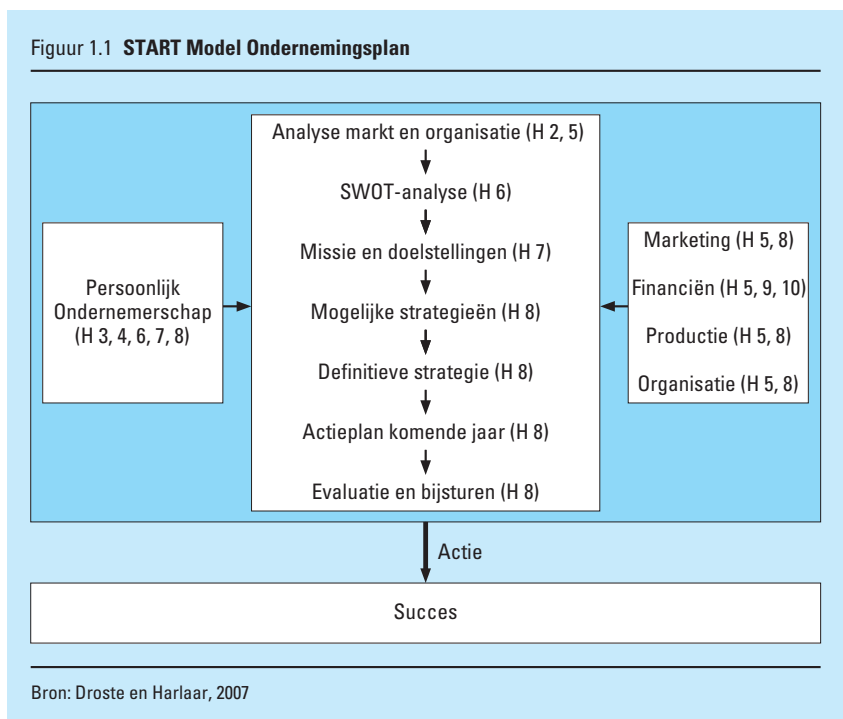 Figuur 1.1 START Model Ondernemingsplan
Analyse markt en organisatie (H 2, 5)
SWOT-analyse (H 6)
Missie en doelstellingen (H 7)
Mogelijke strategieën (H 8)
Definitieve strategie (H 8)
Actieplan komende jaar (H 8)
Evaluatie en bijsturen (H 8)
Persoonlijk
Ondernemerschap
(H 3, 4, 6, 7, 8)
Marketing (H 5, 8)
Financiën (H 5, 9, 10)
Productie (H 5, 8)
Organisatie (H 5, 8)
Actie
Succes
Bron: Droste en Harlaar, 2007